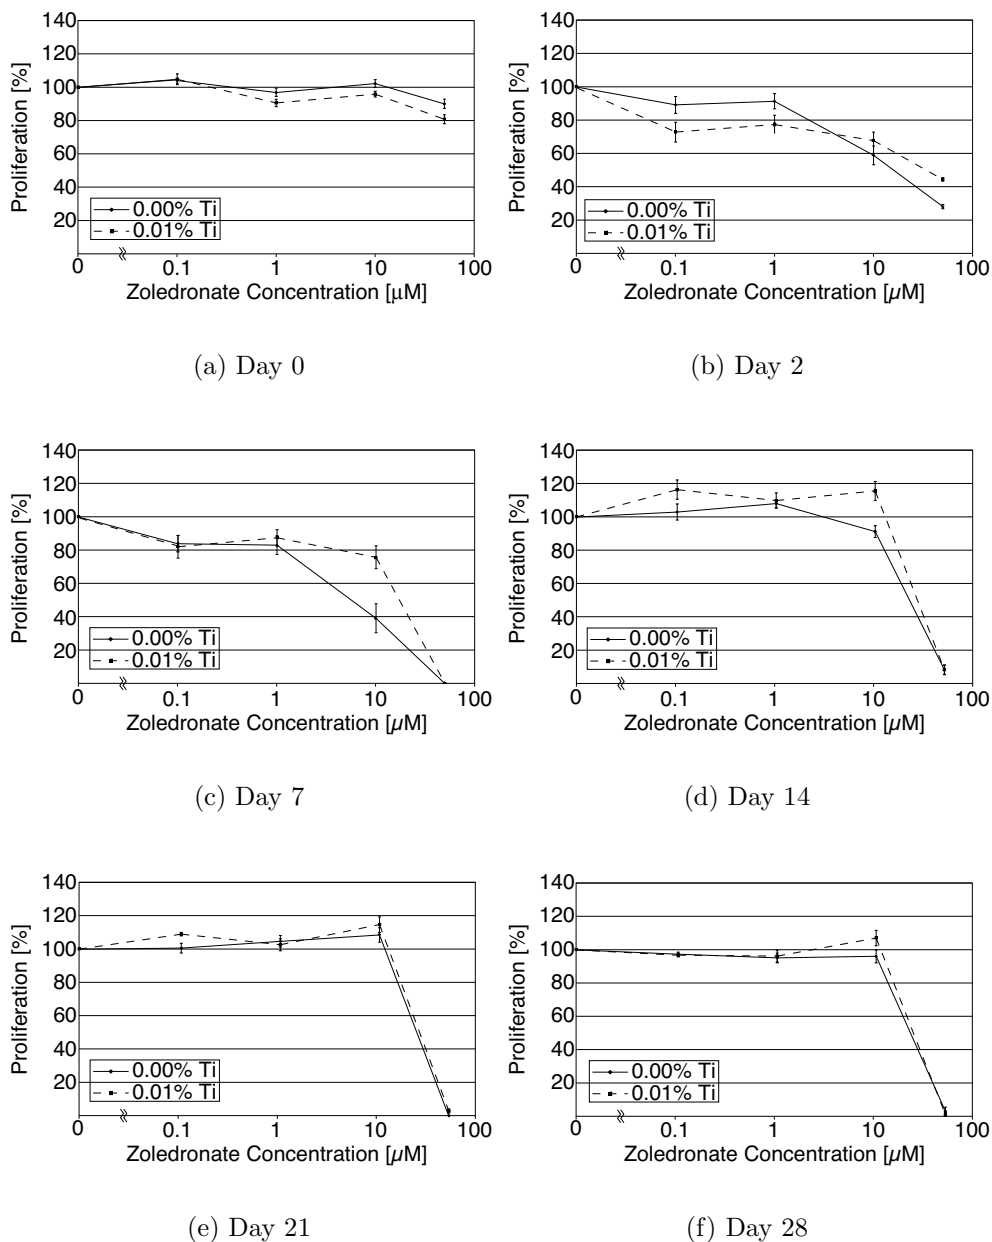 140
120
100
80
60
40
20
Proliferation [%]
0.00% Ti
0.01% Ti
0 0.1 1 10 100
Zoledronate Concentration [µM]
(a) Day 0
140
120
100
80
60
40
20
Proliferation [%]
0.00% Ti
0.01% Ti
0 0.1 1 10 100
Zoledronate Concentration [µM]
(b) Day 2
140
120
100
80
60
40
20
Proliferation [%]
0.00% Ti
0.01% Ti
0 0.1 1 10 100
Zoledronate Concentration [µM]
(c) Day 7
140
120
100
80
60
40
20
Proliferation [%]
0.00% Ti
0.01% Ti
0 0.1 1 10 100
Zoledronate Concentration [µM]
(d) Day 14
140
120
100
80
60
40
20
Proliferation [%]
0.00% Ti
0.01% Ti
0 0.1 1 10 100
Zoledronate Concentration [µM]
(e) Day 21
140
120
100
80
60
40
20
Proliferation [%]
0.00% Ti
0.01% Ti
0 0.1 1 10 100
Zoledronate Concentration [µM]
(f) Day 28